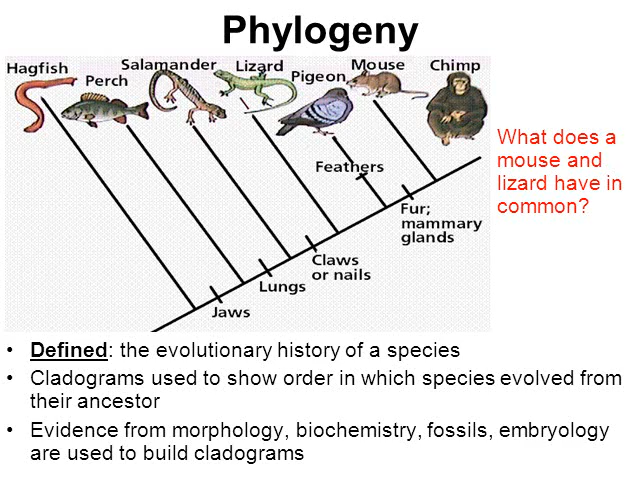 Phylogeny
Hagfish
Perch
Salamander
Lizard
Pigeon
Mouse
Chimp
What does a
mouse and
lizard have in
common?
Feathers
Fur;
mammary
glands
Claws
or nails
Lungs
Jaws
• Defined: the evolutionary history of a species
• Cladograms used to show order in which species evolved from
their ancestor
• Evidence from morphology, biochemistry, fossils, embryology
are used to build cladograms